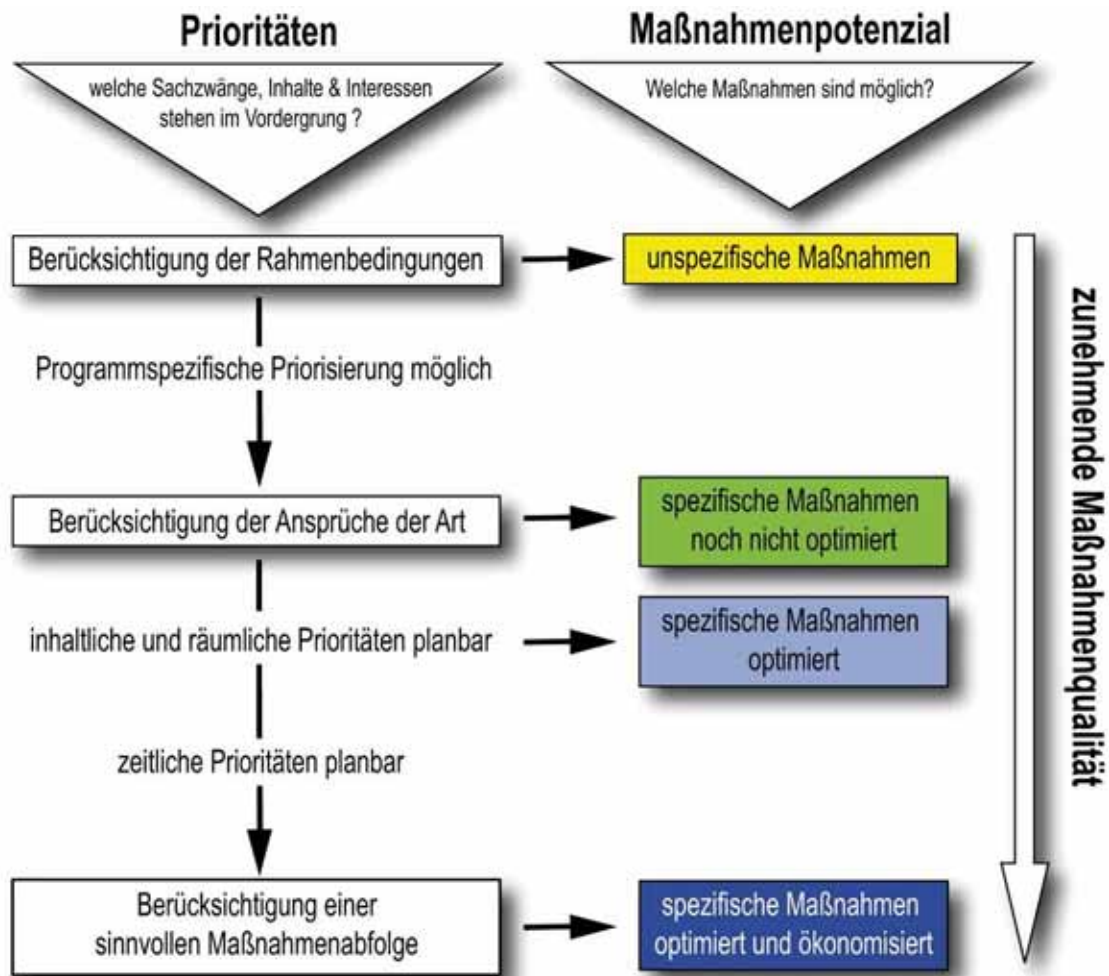 Prioritäten
Maßnahmenpotenzial
welche Sachzwänge, Inhalte & Interessen
stehen im Vordergrung ?
Welche Maßnahmen sind möglich?
Berücksichtigung der Rahmenbedingungen
unspezifische Maßnahmen
Programmspezifische Priorisierung möglich
Berücksichtigung der Ansprüche der Art
spezifische Maßnahmen
noch nicht optimiert
inhaltliche und räumliche Prioritäten planbar
spezifische Maßnahmen
optimiert
zeitliche Prioritäten planbar
Berücksichtigung einer
sinnvollen Maßnahmenabfolge
spezifische Maßnahmen
optimiert und ökonomisiert
zunehmende Maßnahmenqualität